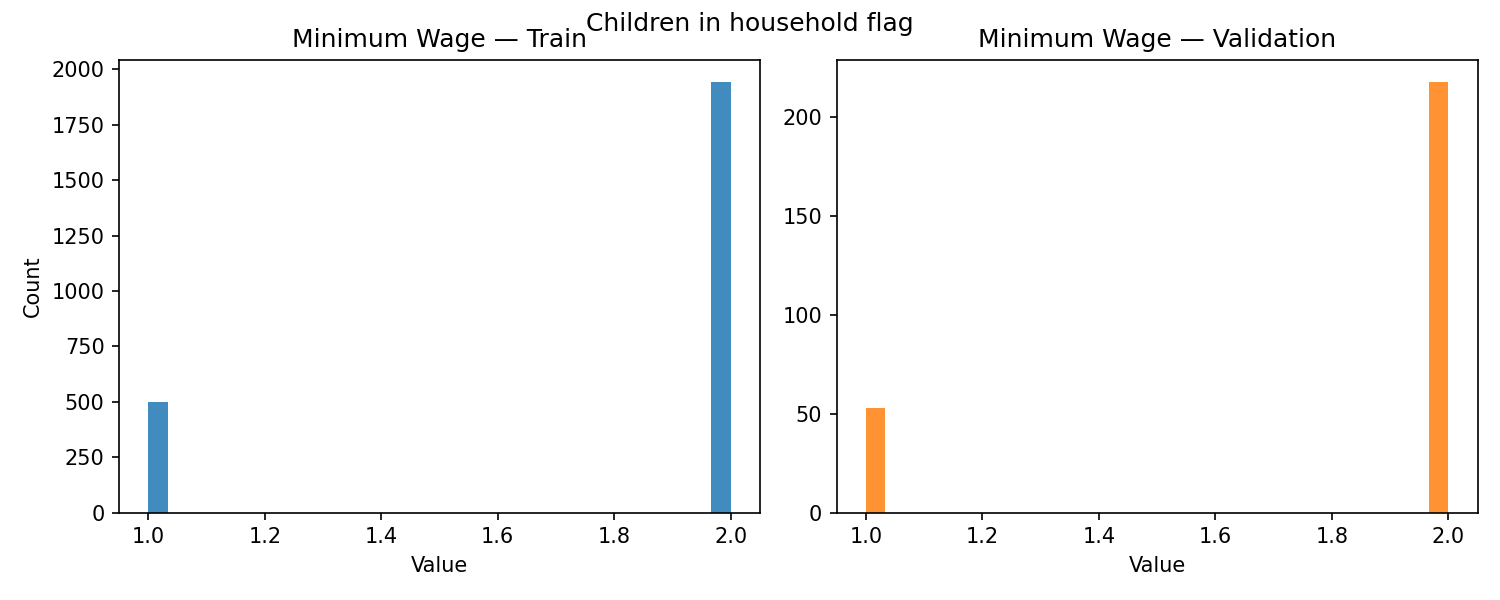 Children in household flag
Minimum Wage — Train
Minimum Wage — Validation
2000
1750
1500
1250
1000
750
500
250
0
Count
1.0 1.2 1.4 1.6 1.8 2.0
Value
200
150
100
50
0
1.0 1.2 1.4 1.6 1.8 2.0
Value